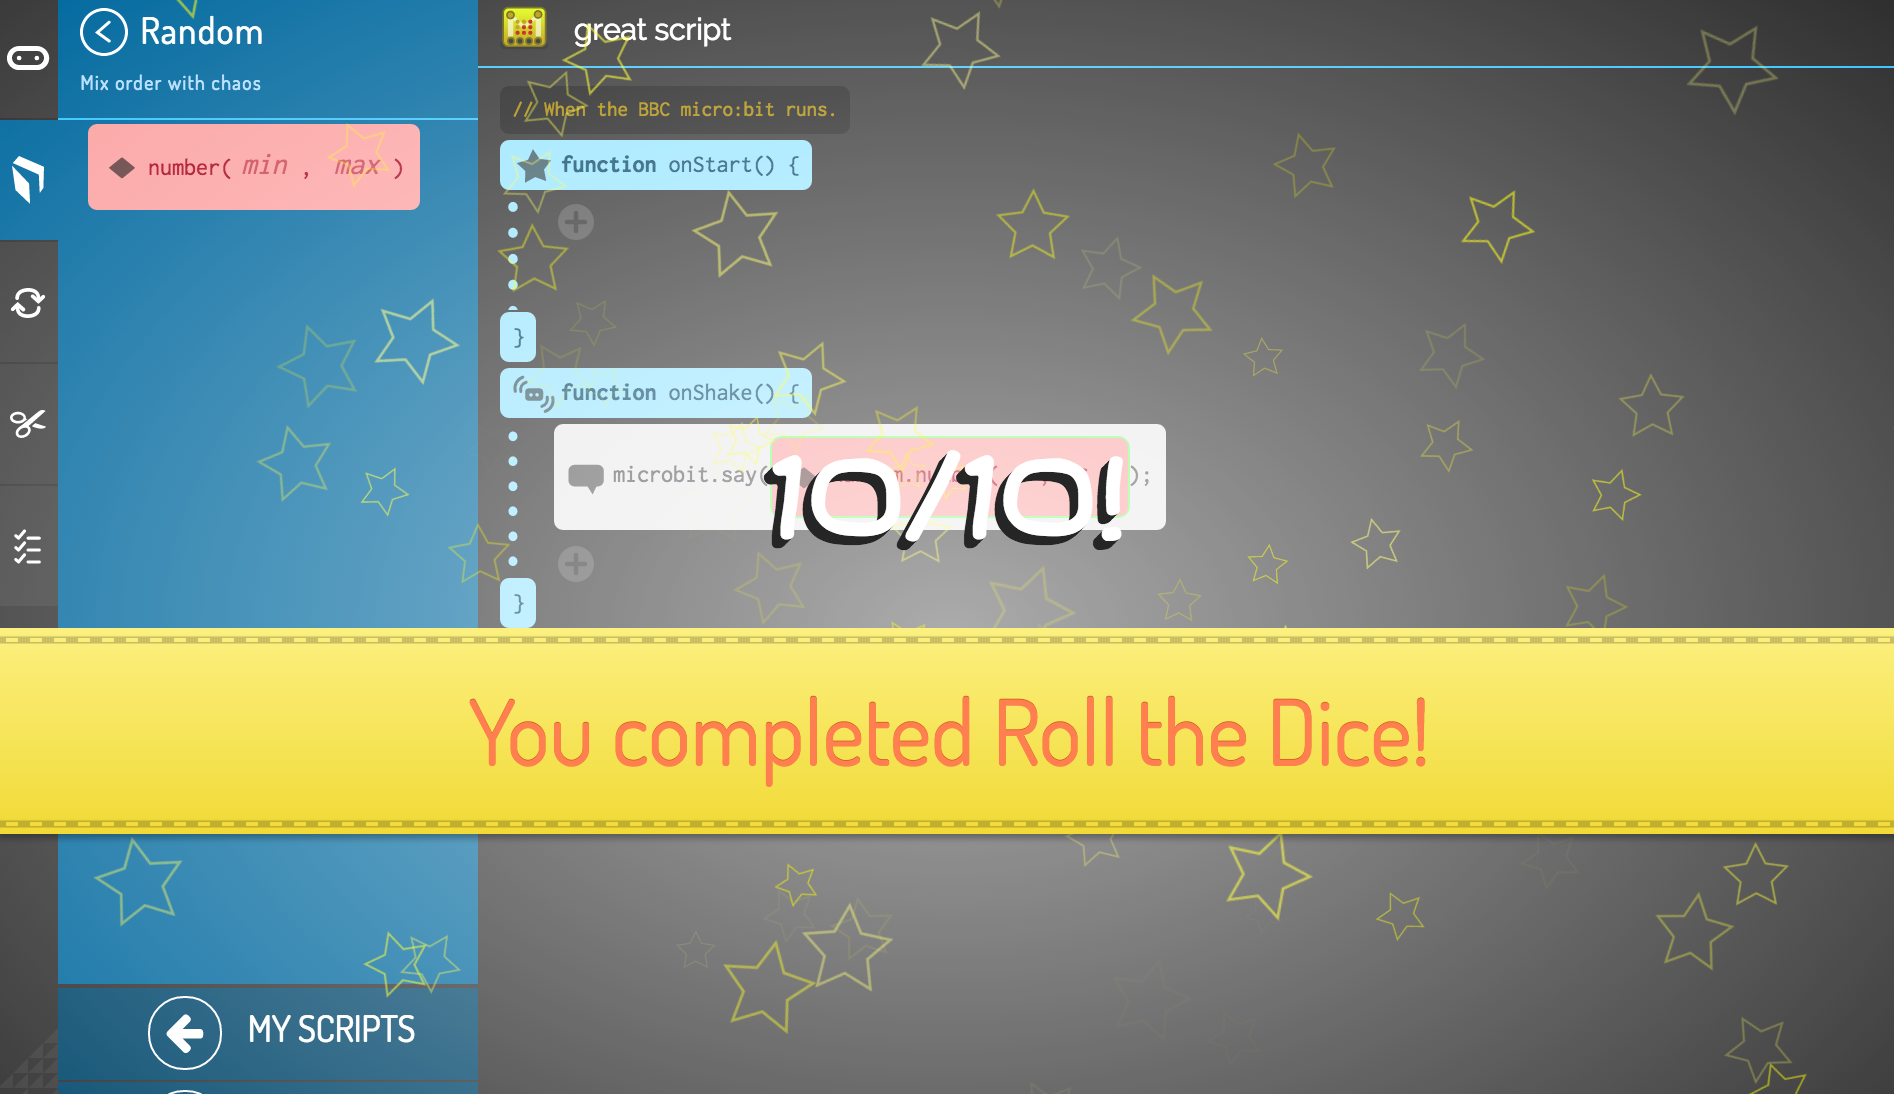 Random
Mix order with chaos
number( min , max )
great script
// When the BBC micro:bit runs.
function onStart() {
}
function onShake() {
microbit.say( );
10/10!
}
You completed Roll the Dice!
MY SCRIPTS